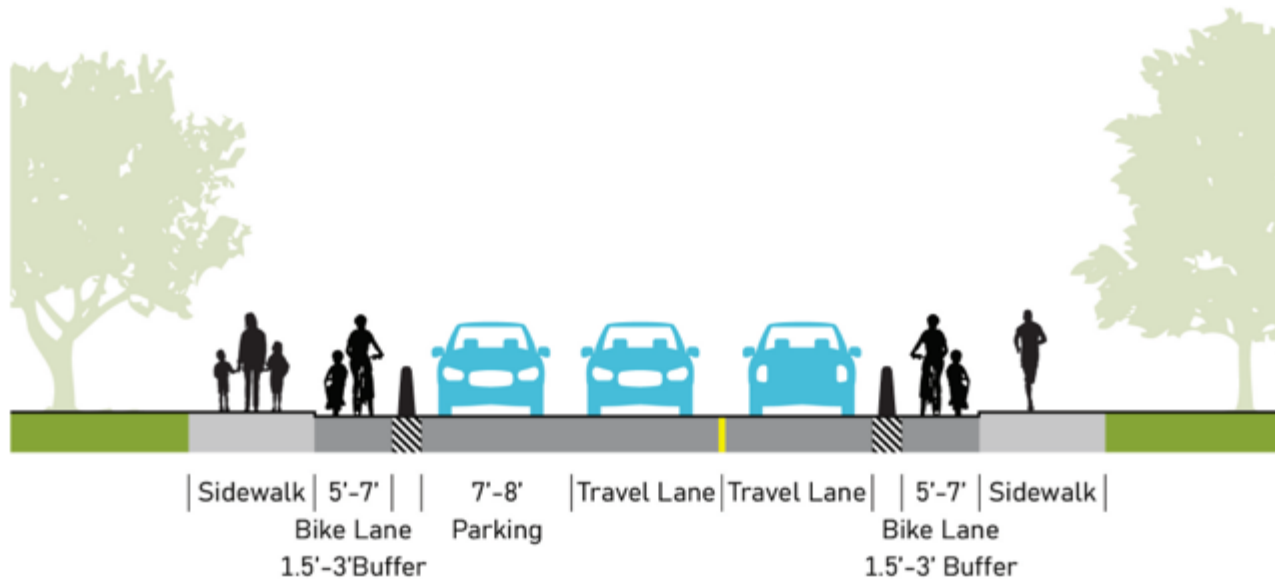 Sidewalk 5'-7' 7'-8' Travel Lane Travel Lane 5'-7' Sidewalk
Bike Lane Parking Bike Lane
1.5'-3'Buffer 1.5'-3' Buffer